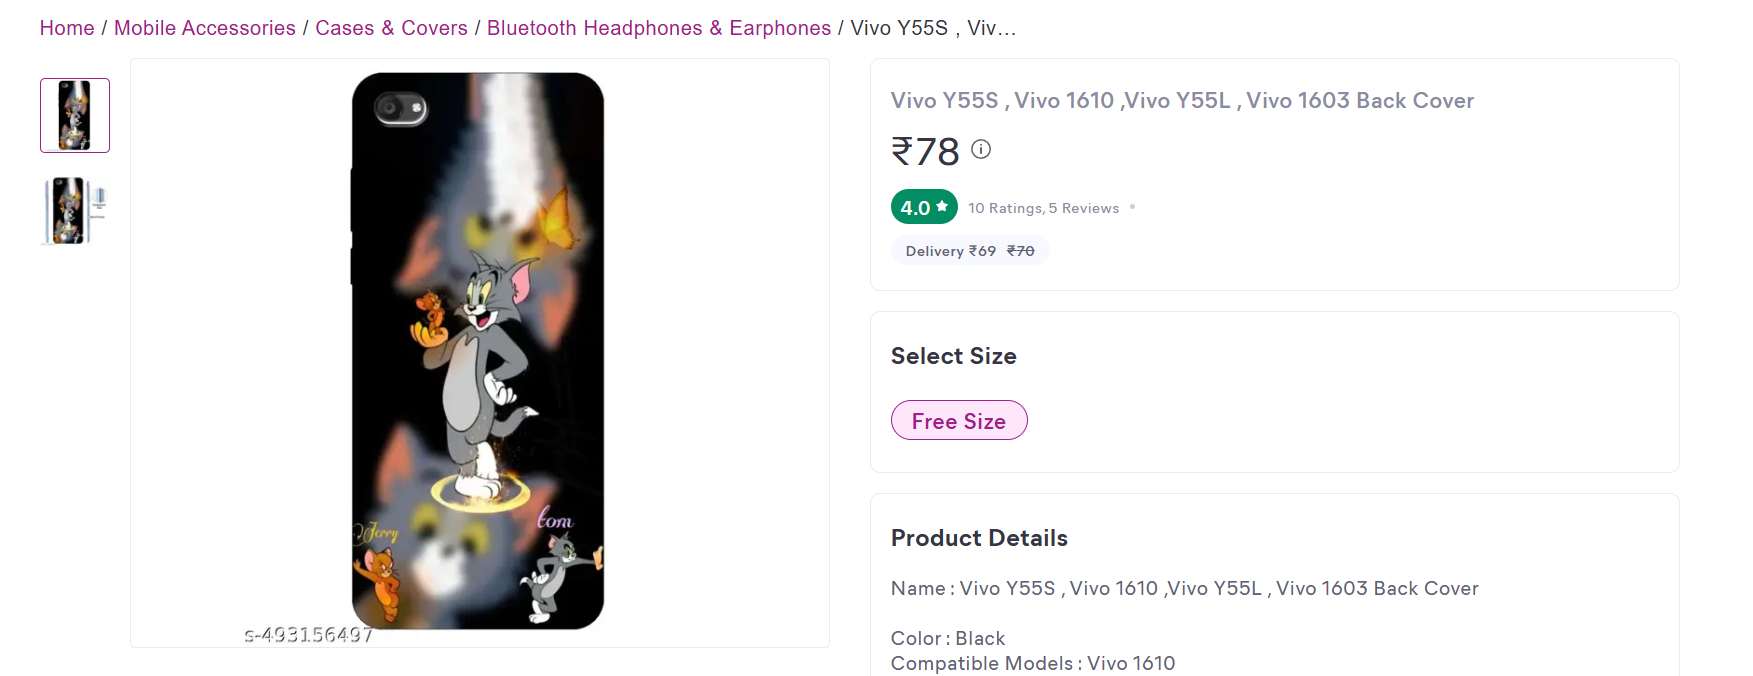 Home / Mobile Accessories / Cases & Covers / Bluetooth Headphones & Earphones / Vivo Y55S , Viv...
Jerry
tom
s-493156497
Vivo Y55S , Vivo 1610 ,Vivo Y55L , Vivo 1603 Back Cover
₹78
4.0 ★ 10 Ratings, 5 Reviews
Delivery ₹69 ₹70
Select Size
Free Size
Product Details
Name : Vivo Y55S , Vivo 1610 ,Vivo Y55L , Vivo 1603 Back Cover
Color : Black
Compatible Models : Vivo 1610